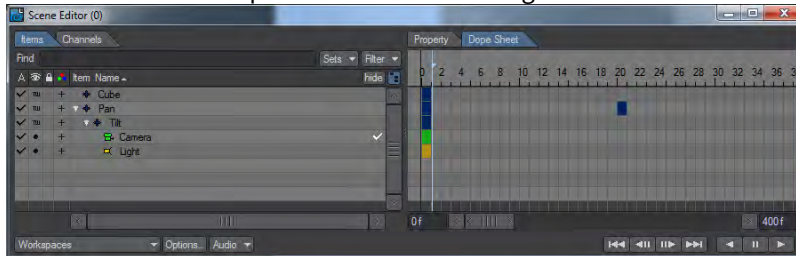 Scene Editor (0)
Items Channels Property Dope Sheet
Find Sets Filter
A Item Name Hide 0 2 4 6 8 10 12 14 16 18 20 22 24 26 28 30 32 34 36 3
Cube
Pan
Tilt
Camera
Light
0f 400f
Workspaces Options... Audio